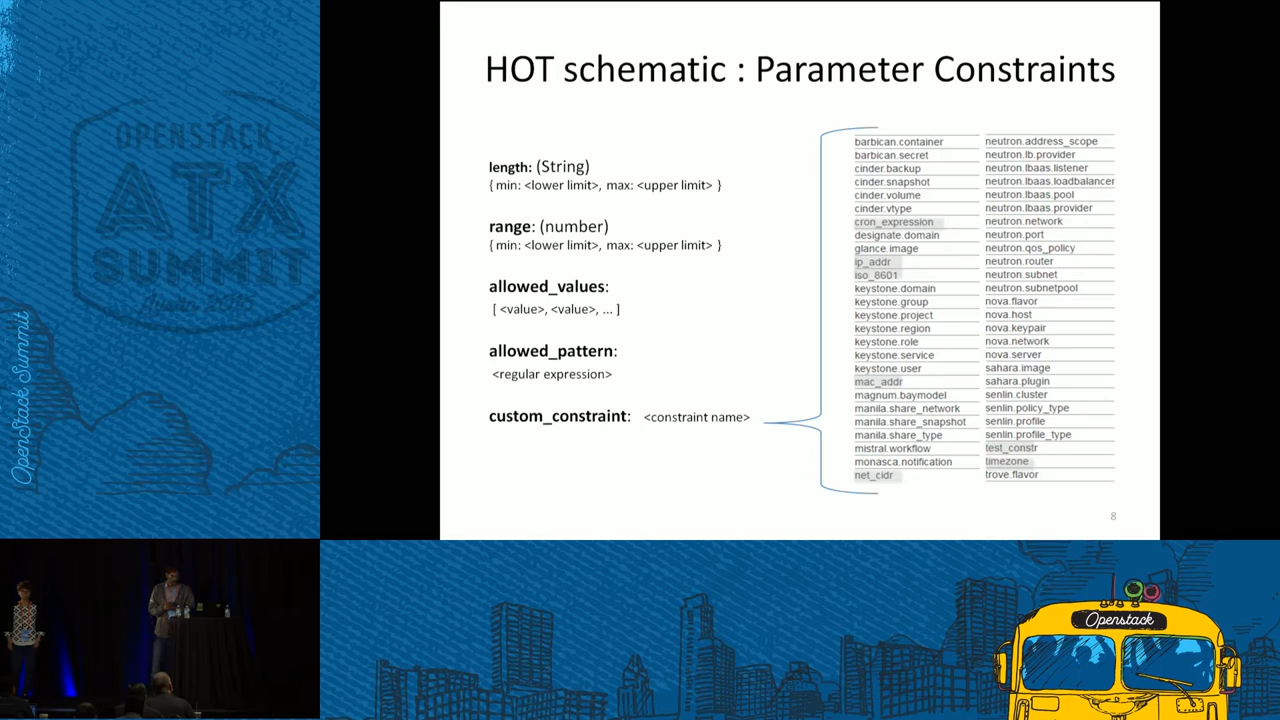 OPENSTACK
ATX
SUMMIT
OpenStack Summit
HOT schematic : Parameter Constraints
length: (String)
{ min: <lower limit>, max: <upper limit> }
range: (number)
{ min: <lower limit>, max: <upper limit> }
allowed_values:
[ <value>, <value>, ... ]
allowed_pattern:
<regular expression>
custom_constraint: <constraint name>
barbican.container
barbican.secret
cinder.backup
cinder.snapshot
cinder.volume
cinder.vtype
cron_expression
designate.domain
glance.image
ip_addr
iso_8601
keystone.domain
keystone.group
keystone.project
keystone.region
keystone.role
keystone.service
keystone.user
mac_addr
magnum.baymodel
manila.share_network
manila.share_snapshot
manila.share_type
mistral.workflow
monasca.notification
net_cidr
neutron.address_scope
neutron.lb.provider
neutron.lbaas.listener
neutron.lbaas.loadbalancer
neutron.lbaas.pool
neutron.lbaas.provider
neutron.network
neutron.port
neutron.qos_policy
neutron.router
neutron.subnet
neutron.subnetpool
nova.flavor
nova.host
nova.keypair
nova.network
nova.server
sahara.image
sahara.plugin
senlin.cluster
senlin.policy_type
senlin.profile
senlin.profile_type
test_constr
timezone
trove.flavor
8
Openstack